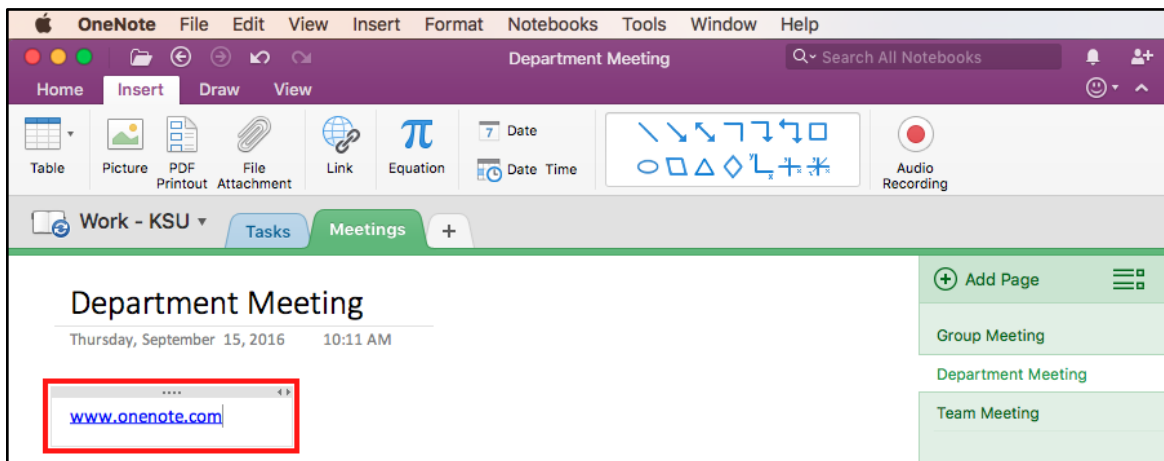 OneNote File Edit View Insert Format Notebooks Tools Window Help
Department Meeting
Search All Notebooks
Home Insert Draw View
Table
Picture
PDF Printout
File Attachment
Link
Equation
7 Date
Date Time
Audio Recording
Work - KSU
Tasks
Meetings
+
Department Meeting
Thursday, September 15, 2016 10:11 AM
www.onenote.com
Add Page
Group Meeting
Department Meeting
Team Meeting